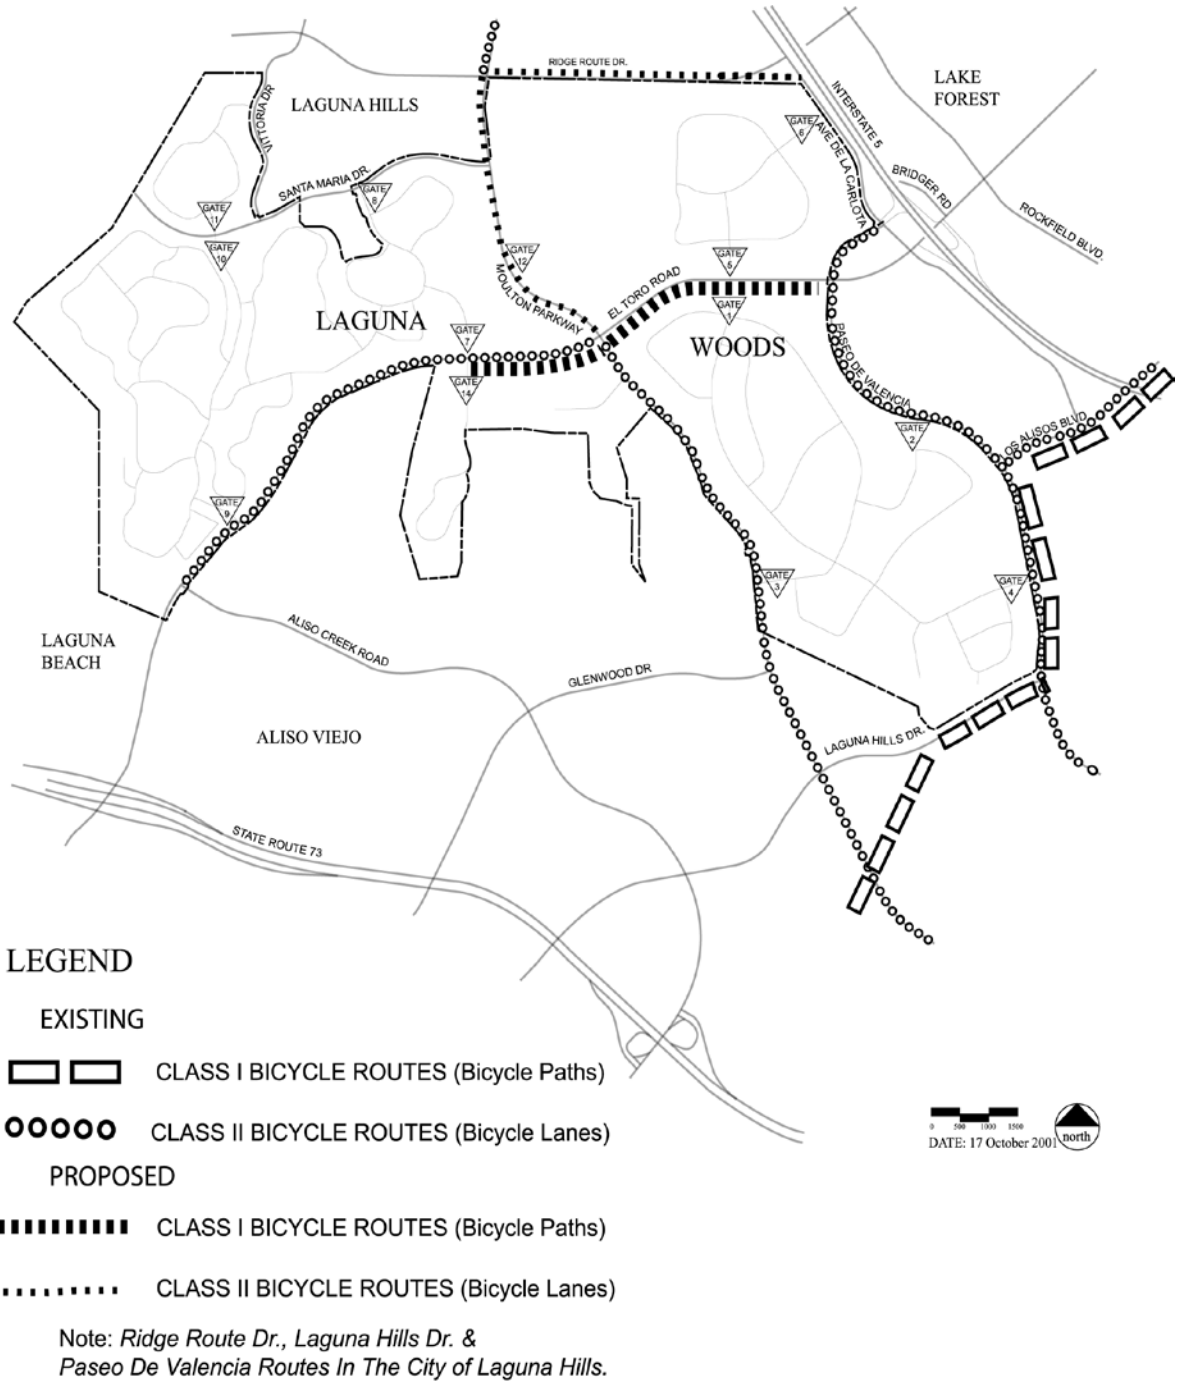 RIDGE ROUTE DR.
LAKE
FOREST
LAGUNA HILLS
VITTORIA DR
INTERSTATE 5
GATE
6
AVE DE LA CARLOTA
BRIDGER RD
ROCKFIELD BLVD.
SANTA MARIA DR.
GATE
8
GATE
11
GATE
10
GATE
12
GATE
5
MOULTON PARKWAY
EL TORO ROAD
GATE
1
LAGUNA
WOODS
GATE
7
GATE
14
PASEO DE VALENCIA
GATE
2
OS ALISOS BLVD
GATE
9
GATE
3
GATE
4
LAGUNA
BEACH
ALISO CREEK ROAD
GLENWOOD DR
ALISO VIEJO
LAGUNA HILLS DR.
STATE ROUTE 73
LEGEND
EXISTING
CLASS I BICYCLE ROUTES (Bicycle Paths)
CLASS II BICYCLE ROUTES (Bicycle Lanes)
PROPOSED
CLASS I BICYCLE ROUTES (Bicycle Paths)
CLASS II BICYCLE ROUTES (Bicycle Lanes)
0 500 1000 1500
DATE: 17 October 2001
north
Note: Ridge Route Dr., Laguna Hills Dr. &
Paseo De Valencia Routes In The City of Laguna Hills.